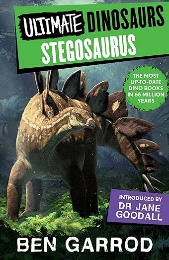 ULTIMATE DINOSAURS
STEGOSAURUS
THE MOST
UP-TO-DATE
DINO BOOKS
IN 66 MILLION
YEARS
INTRODUCED BY
DR JANE
GOODALL
BEN GARROD